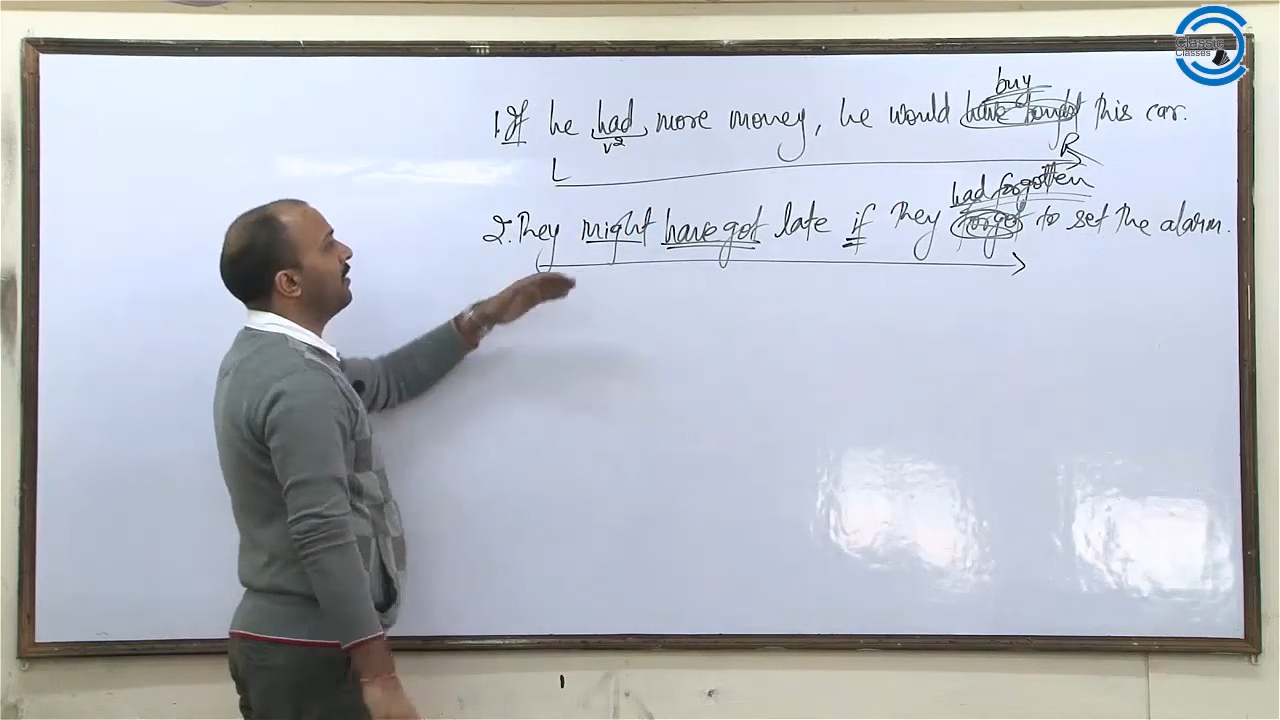 Classic
Classes
buy
1. If he had more money, he would have bought this car.
v2
L R
had forgotten
2. They might have got late if they forget to set the alarm.